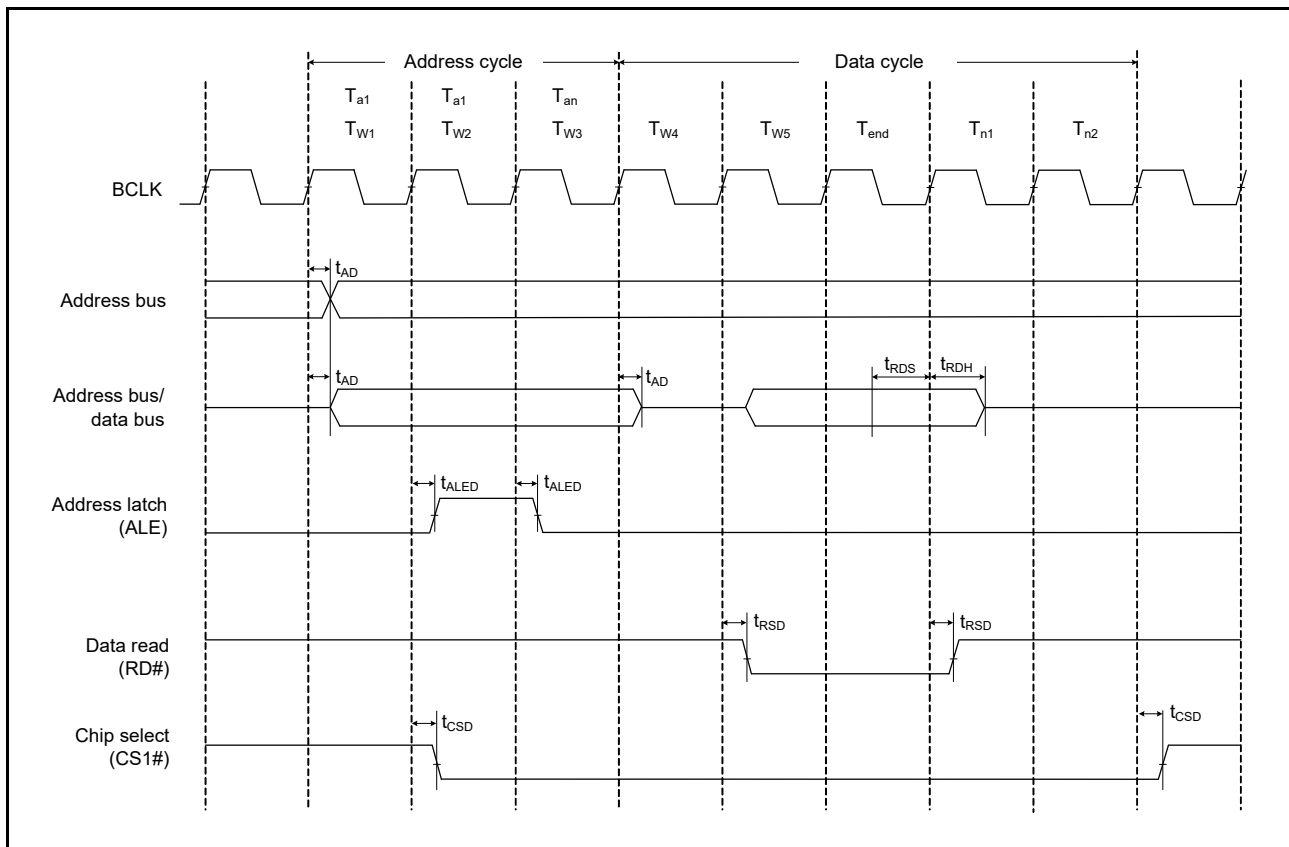 Address cycle Data cycle
Ta1 Ta1 Tan
TW1 TW2 TW3 TW4 TW5 Tend Tn1 Tn2
BCLK
tAD
Address bus
tAD tAD tRDS tRDH
Address bus/
data bus
tALED tALED
Address latch
(ALE)
tRSD tRSD
Data read
(RD#)
tCSD tCSD
Chip select
(CS1#)